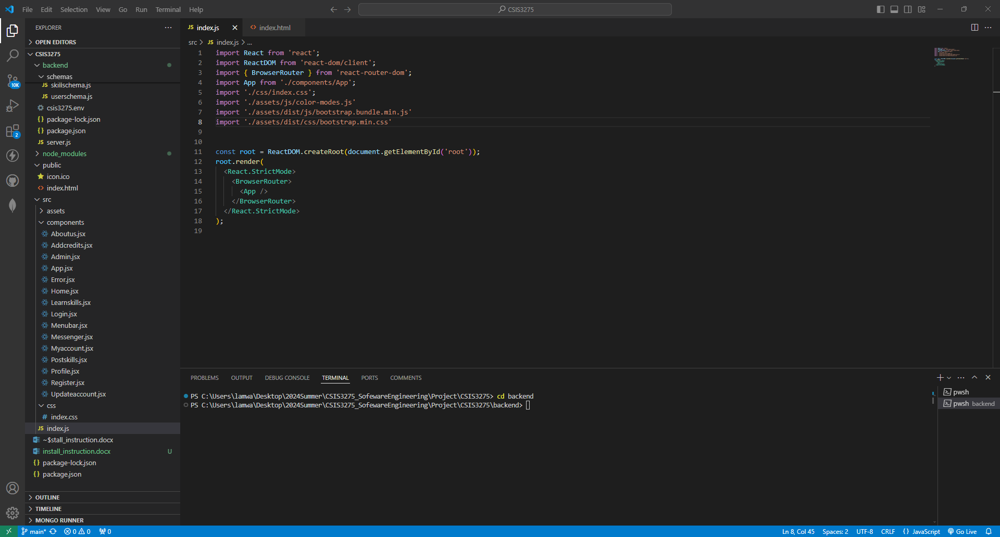 File Edit Selection View Go Run Terminal Help
CSIS3275
EXPLORER
OPEN EDITORS
CSIS3275
backend
schemas
skillschema.js
userschema.js
csis3275.env
package-lock.json
package.json
server.js
node_modules
public
icon.ico
index.html
src
assets
components
Aboutus.jsx
Addcredits.jsx
Admin.jsx
App.jsx
Error.jsx
Home.jsx
Learnskills.jsx
Login.jsx
Menubar.jsx
Messenger.jsx
Myaccount.jsx
Postskills.jsx
Profile.jsx
Register.jsx
Updateaccount.jsx
css
index.css
index.js
~$stall_instruction.docx
install_instruction.docx U
package-lock.json
package.json
OUTLINE
TIMELINE
MONGO RUNNER
10K
2
JS index.js
index.html
src > JS index.js > ...
1 import React from 'react';
2 import ReactDOM from 'react-dom/client';
3 import { BrowserRouter } from 'react-router-dom';
4 import App from './components/App';
5 import './css/index.css';
6 import './assets/js/color-modes.js'
7 import './assets/dist/js/bootstrap.bundle.min.js'
8 import './assets/dist/css/bootstrap.min.css'
9
10
11 const root = ReactDOM.createRoot(document.getElementById('root'));
12 root.render(
13 <React.StrictMode>
14 <BrowserRouter>
15 <App />
16 </BrowserRouter>
17 </React.StrictMode>
18 );
19
PROBLEMS OUTPUT DEBUG CONSOLE TERMINAL PORTS COMMENTS
PS C:\Users\lamwa\Desktop\2024Summer\CSIS3275_SofewareEngineering\Project\CSIS3275> cd backend
PS C:\Users\lamwa\Desktop\2024Summer\CSIS3275_SofewareEngineering\Project\CSIS3275\backend>
pwsh
pwsh backend
main* 0 0 0
Ln 8, Col 45 Spaces: 2 UTF-8 CRLF {} JavaScript Go Live